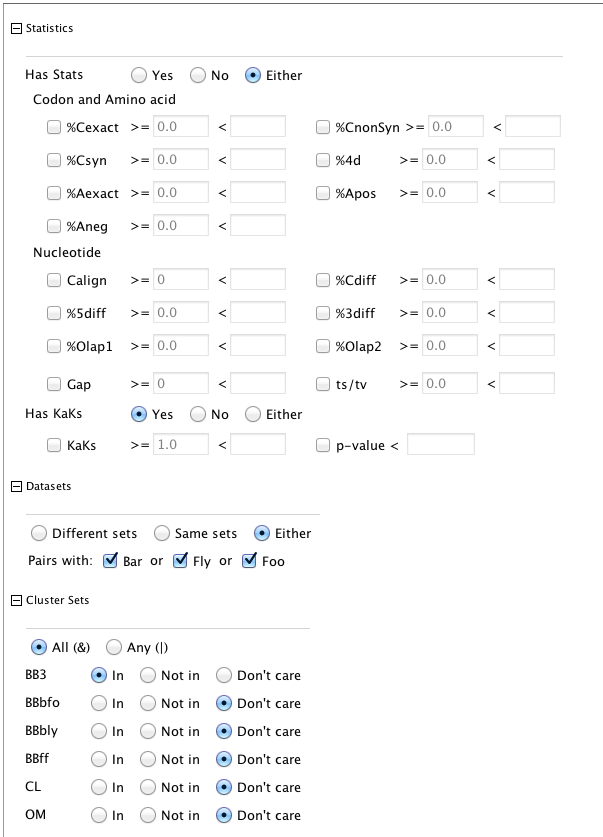 Statistics
Has Stats Yes No Either
Codon and Amino acid
%Cexact >= 0.0 < %CnonSyn >= 0.0 <
%Csyn >= 0.0 < %4d >= 0.0 <
%Aexact >= 0.0 < %Apos >= 0.0 <
%Aneg >= 0.0 <
Nucleotide
Calign >= 0 < %Cdiff >= 0.0 <
%5diff >= 0.0 < %3diff >= 0.0 <
%Olap1 >= 0.0 < %Olap2 >= 0.0 <
Gap >= 0 < ts/tv >= 0.0 <
Has KaKs Yes No Either
KaKs >= 1.0 < p-value <
Datasets
Different sets Same sets Either
Pairs with: Bar or Fly or Foo
Cluster Sets
All (&) Any (|)
BB3 In Not in Don't care
BBbfo In Not in Don't care
BBbly In Not in Don't care
BBff In Not in Don't care
CL In Not in Don't care
OM In Not in Don't care